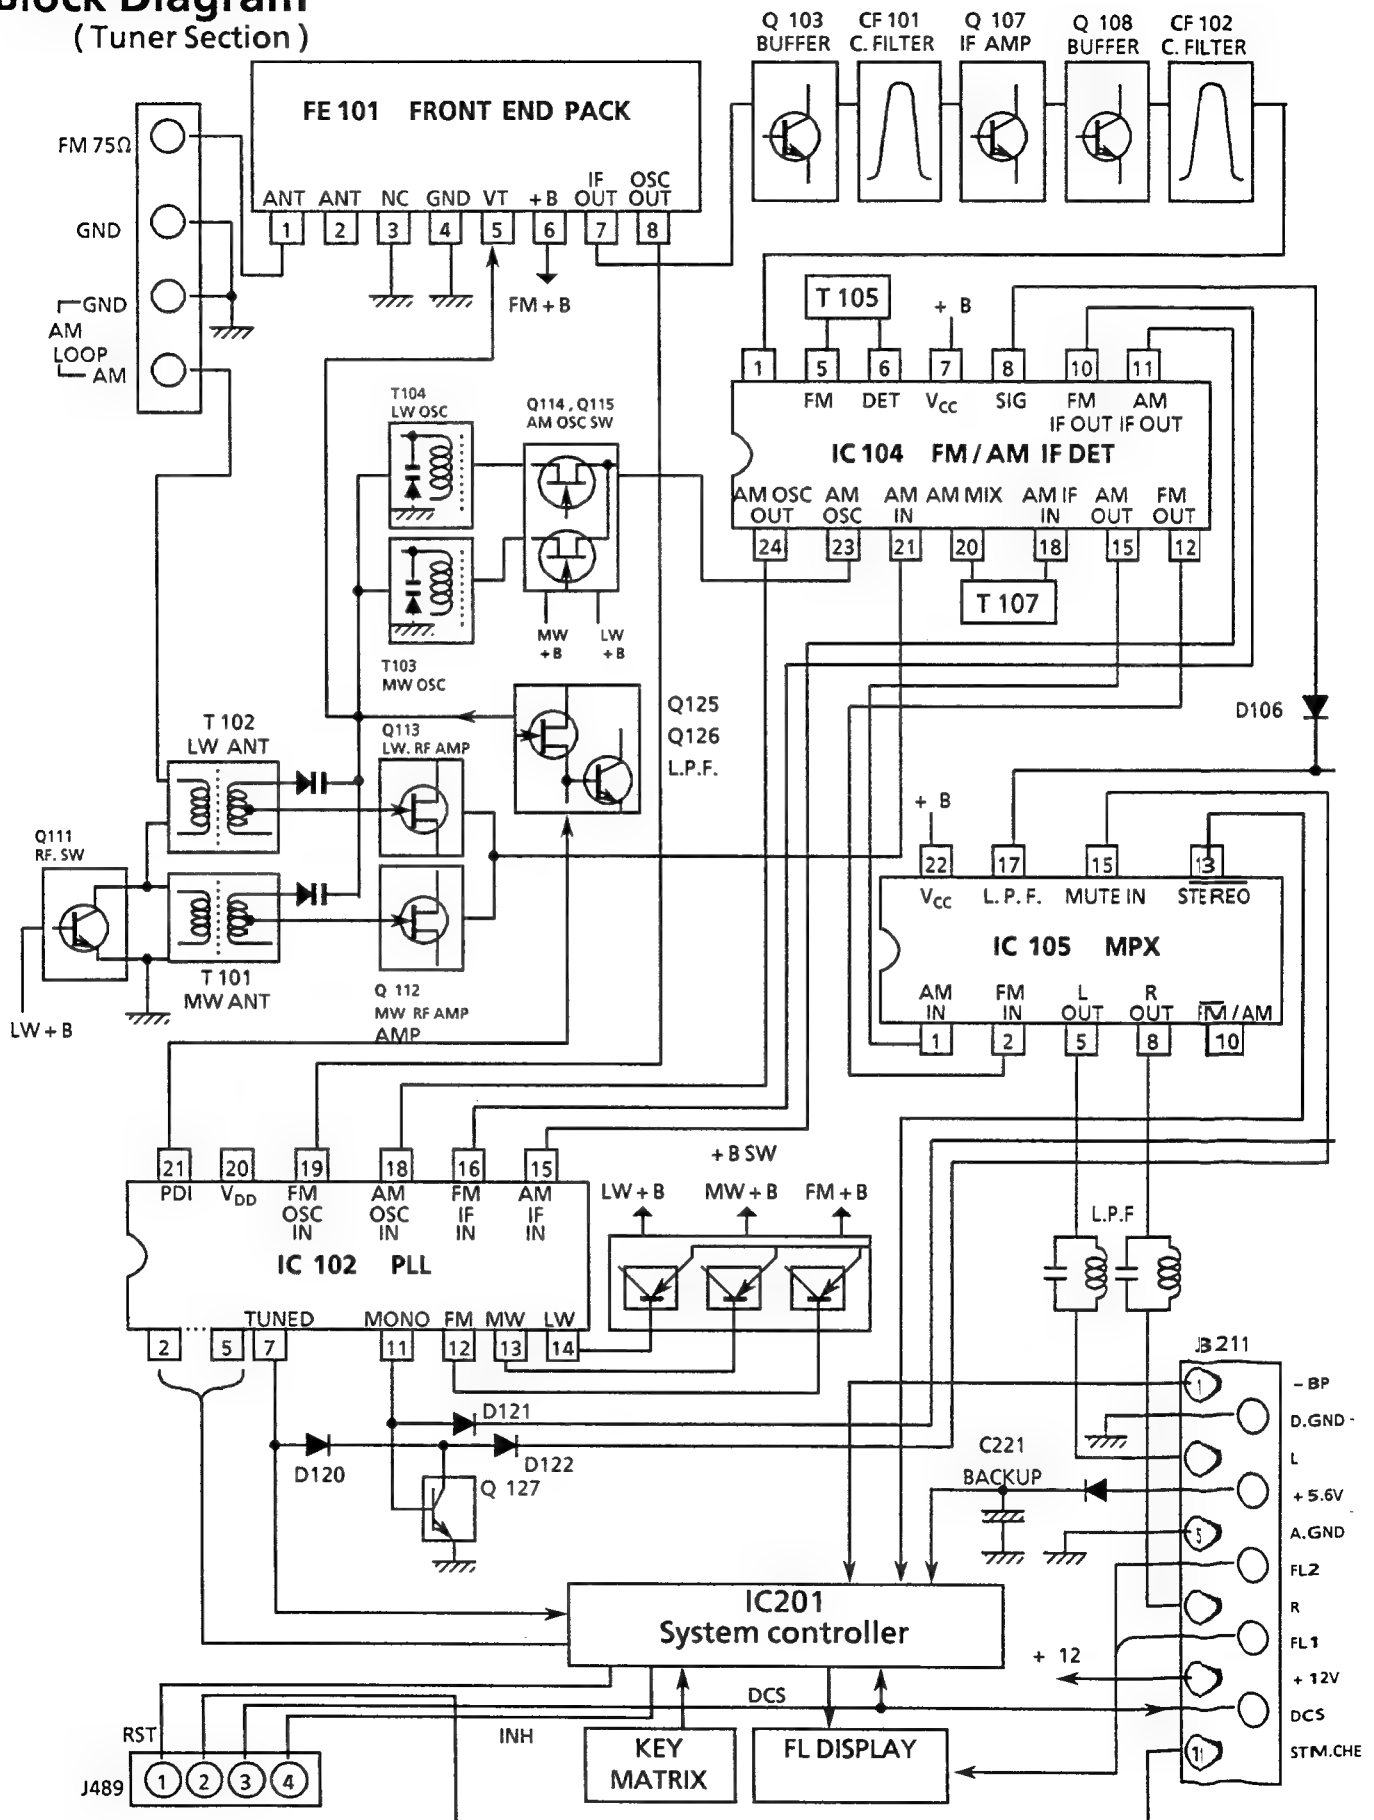 Block Diagram
( Tuner Section )
Q 103
BUFFER
CF 101
C. FILTER
Q 107
IF AMP
Q 108
BUFFER
CF 102
C. FILTER
FE 101 FRONT END PACK
ANT ANT NC GND VT +B IF OUT OSC OUT
1 2 3 4 5 6 7 8
FM + B
FM 75Ω
GND
GND
AM
LOOP
AM
T 105
+ B
1 5 6 7 8 10 11
FM DET VCC SIG FM IF OUT AM IF OUT
IC 104 FM / AM IF DET
AM OSC OUT AM OSC AM IN AM MIX AM IF IN AM OUT FM OUT
24 23 21 20 18 15 12
T 107
T104
LW OSC
Q114 , Q115
AM OSC SW
MW
+ B
LW
+ B
T103
MW OSC
Q125
Q126
L.P.F.
D106
T 102
LW ANT
Q113
LW. RF AMP
Q111
RF. SW
LW + B
T 101
MW ANT
Q 112
MW RF AMP
AMP
+ B
22 17 15 13
VCC L. P. F. MUTE IN STEREO
IC 105 MPX
AM IN FM IN L OUT R OUT FM / AM
1 2 5 8 10
21 20 19 18 16 15
PDI VDD FM OSC IN AM OSC IN FM IF IN AM IF IN
IC 102 PLL
TUNED MONO FM MW LW
2 ···· 5 7 11 12 13 14
+ B SW
LW + B MW + B FM + B
L.P.F
D121
D120
D122
Q 127
C221
BACKUP
J3211
1
- BP
D.GND -
L
+ 5.6V
5
A.GND
FL2
R
FL1
+ 12V
DCS
11
STM.CHE
+ 12
IC201
System controller
DCS
INH
KEY
MATRIX
FL DISPLAY
RST
J489
1 2 3 4